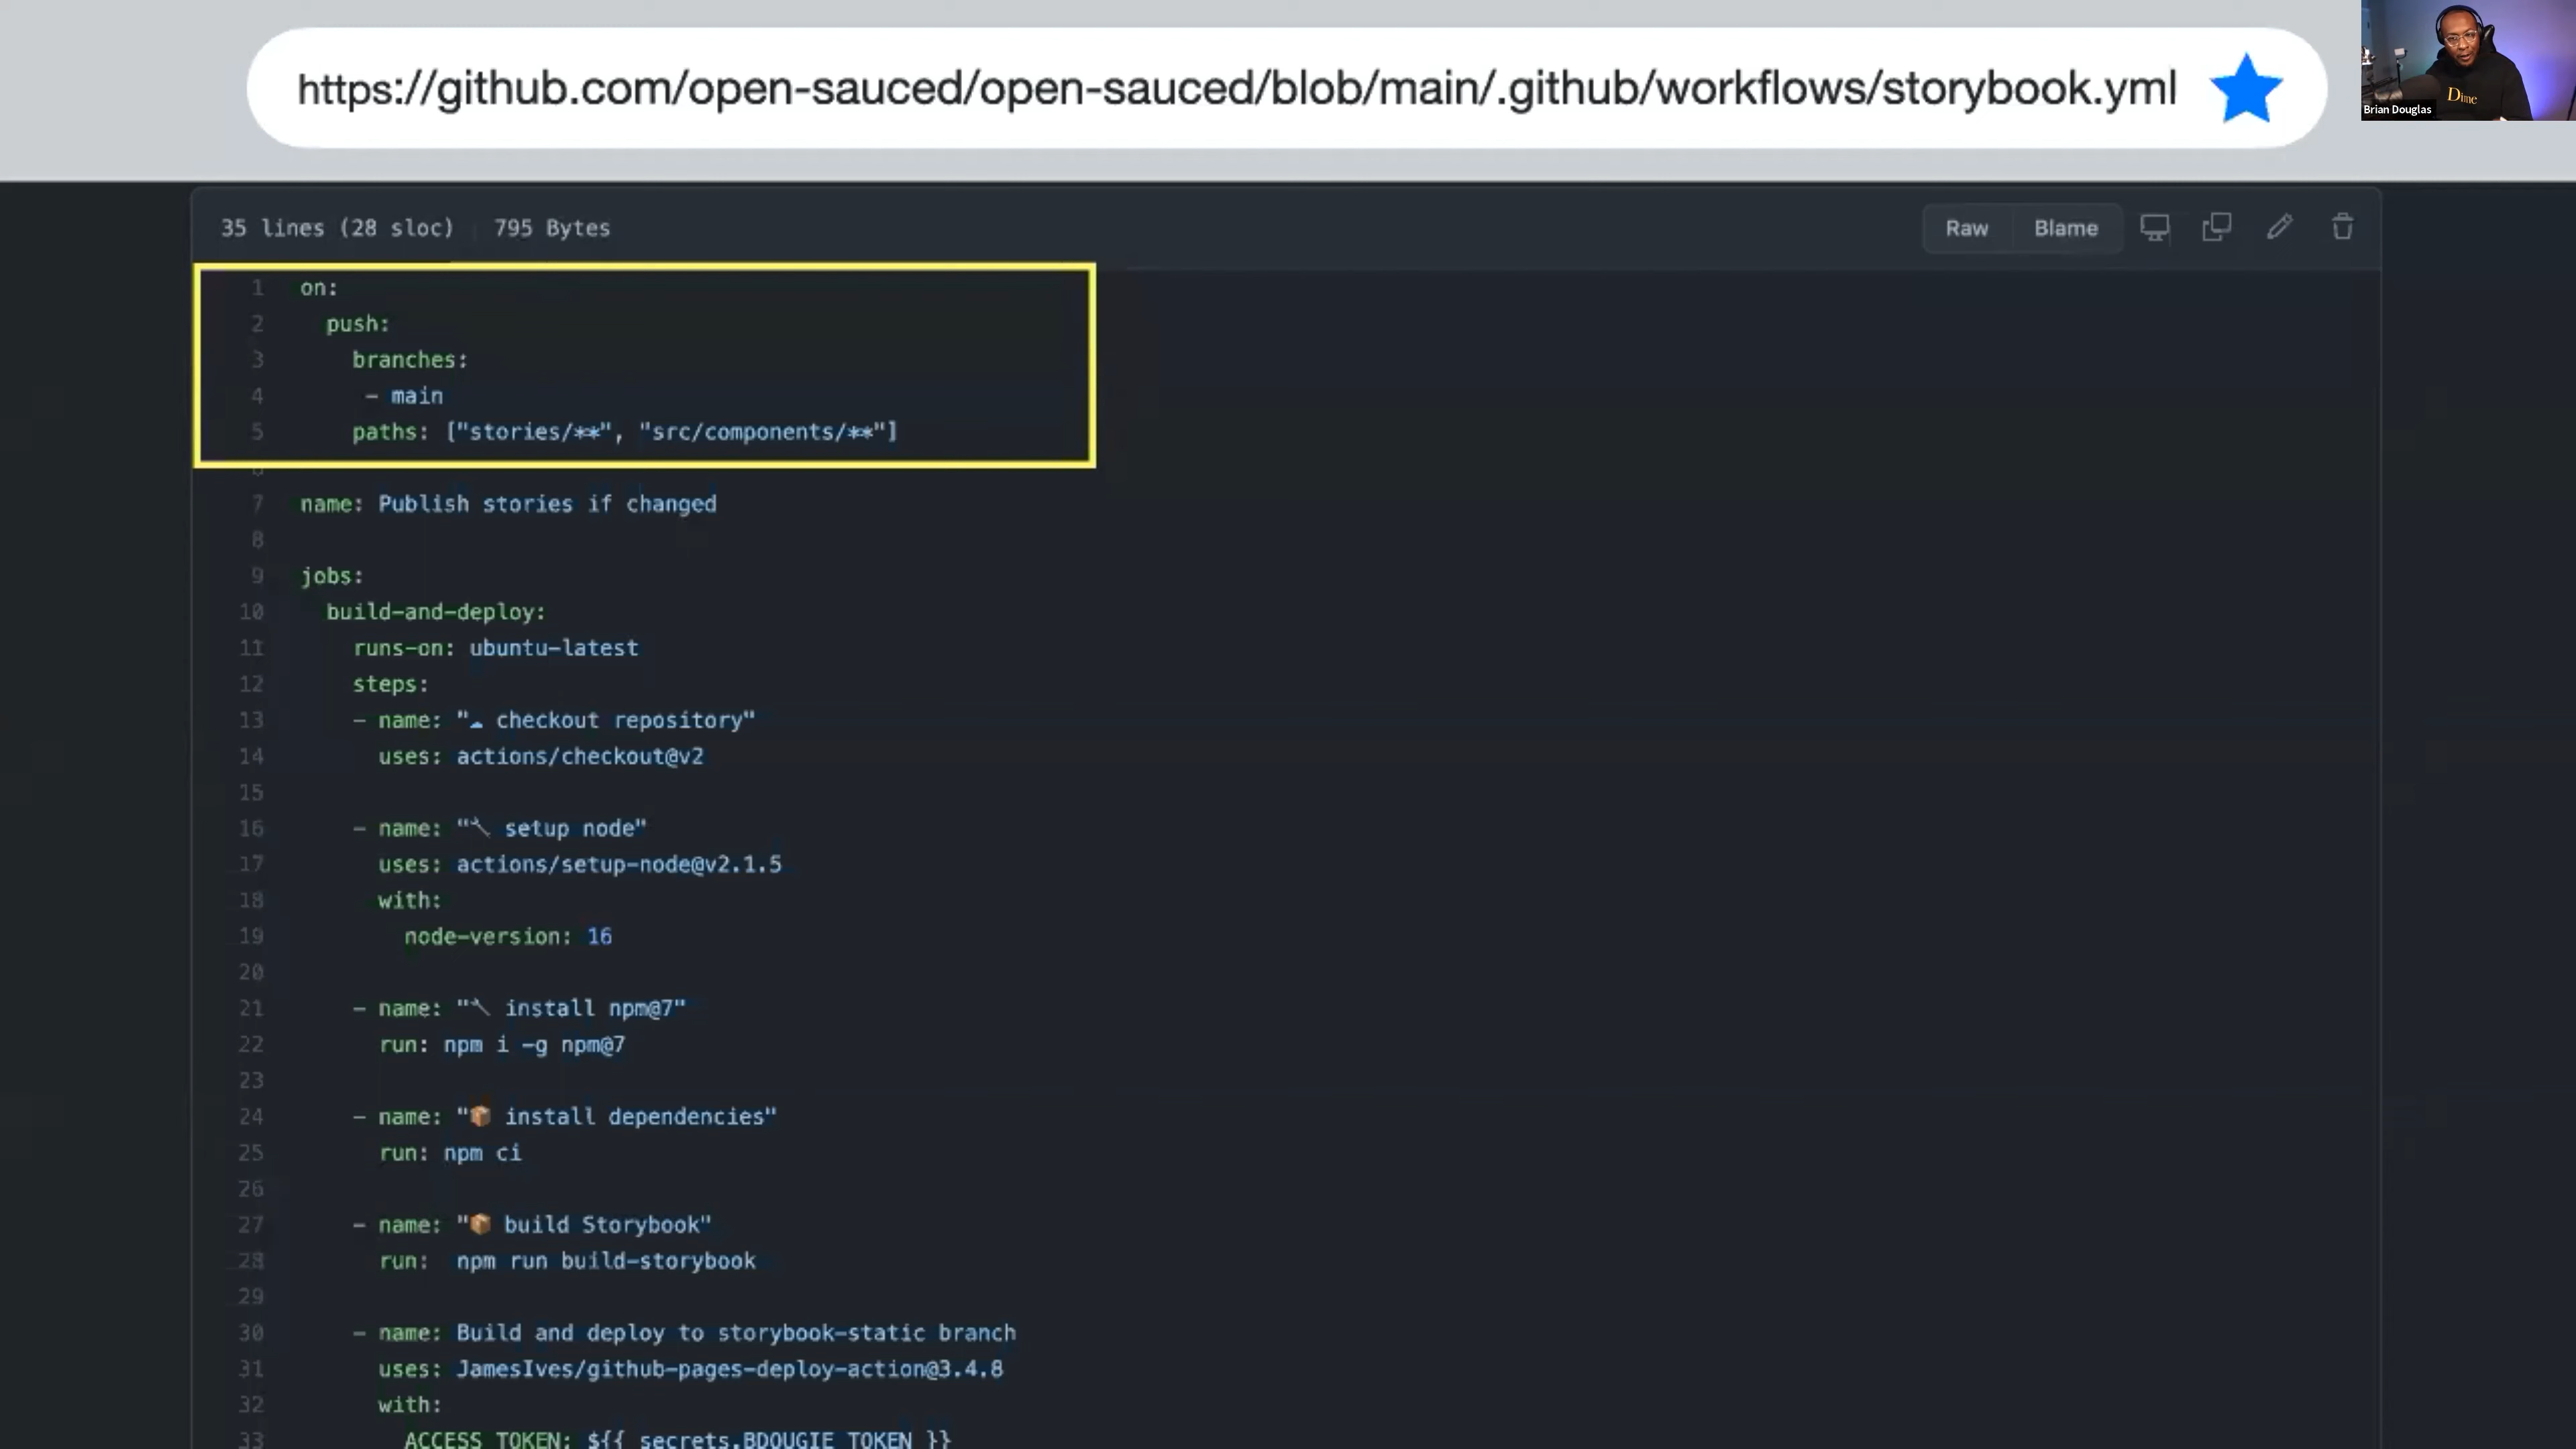 https://github.com/open-sauced/open-sauced/blob/main/.github/workflows/storybook.yml
Dior
Brian Douglas
35 lines (28 sloc) 795 Bytes
Raw Blame
1 on:
2 push:
3 branches:
4 - main
5 paths: ["stories/**", "src/components/**"]
6
7 name: Publish stories if changed
8
9 jobs:
10 build-and-deploy:
11 runs-on: ubuntu-latest
12 steps:
13 - name: "☁ checkout repository"
14 uses: actions/checkout@v2
15
16 - name: "🔧 setup node"
17 uses: actions/setup-node@v2.1.5
18 with:
19 node-version: 16
20
21 - name: "🔧 install npm@7"
22 run: npm i -g npm@7
23
24 - name: "📦 install dependencies"
25 run: npm ci
26
27 - name: "📦 build Storybook"
28 run: npm run build-storybook
29
30 - name: Build and deploy to storybook-static branch
31 uses: JamesIves/github-pages-deploy-action@3.4.8
32 with:
33 ACCESS_TOKEN: ${{ secrets.BDOUGIE_TOKEN }}